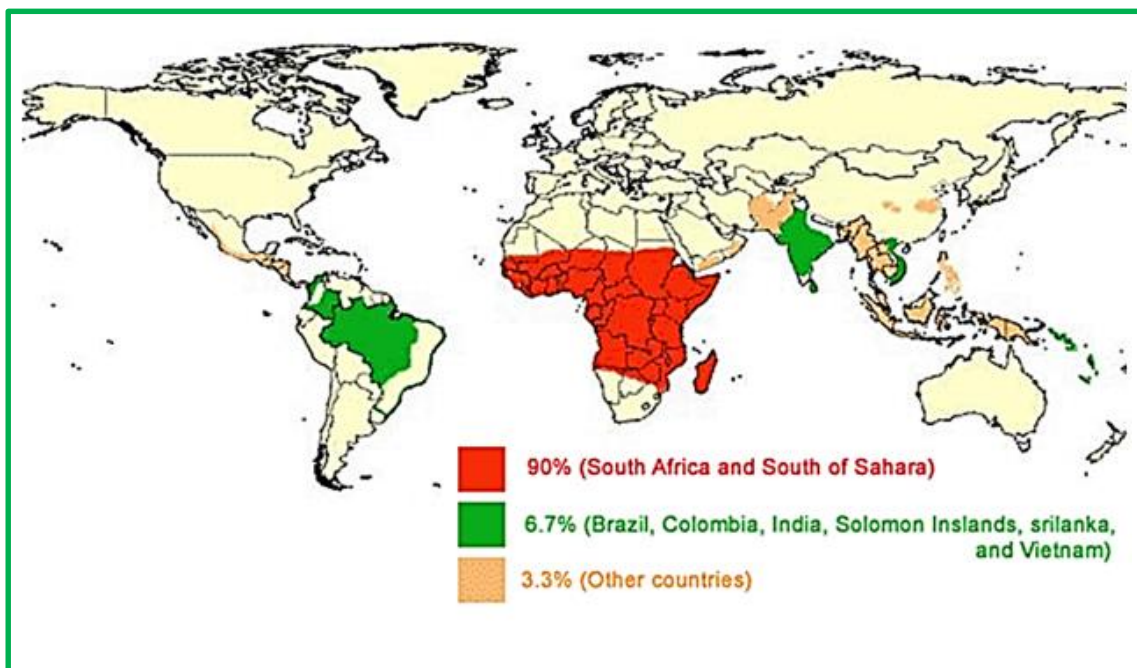 90% (South Africa and South of Sahara)
6.7% (Brazil, Colombia, India, Solomon Inslands, srilanka,
and Vietnam)
3.3% (Other countries)